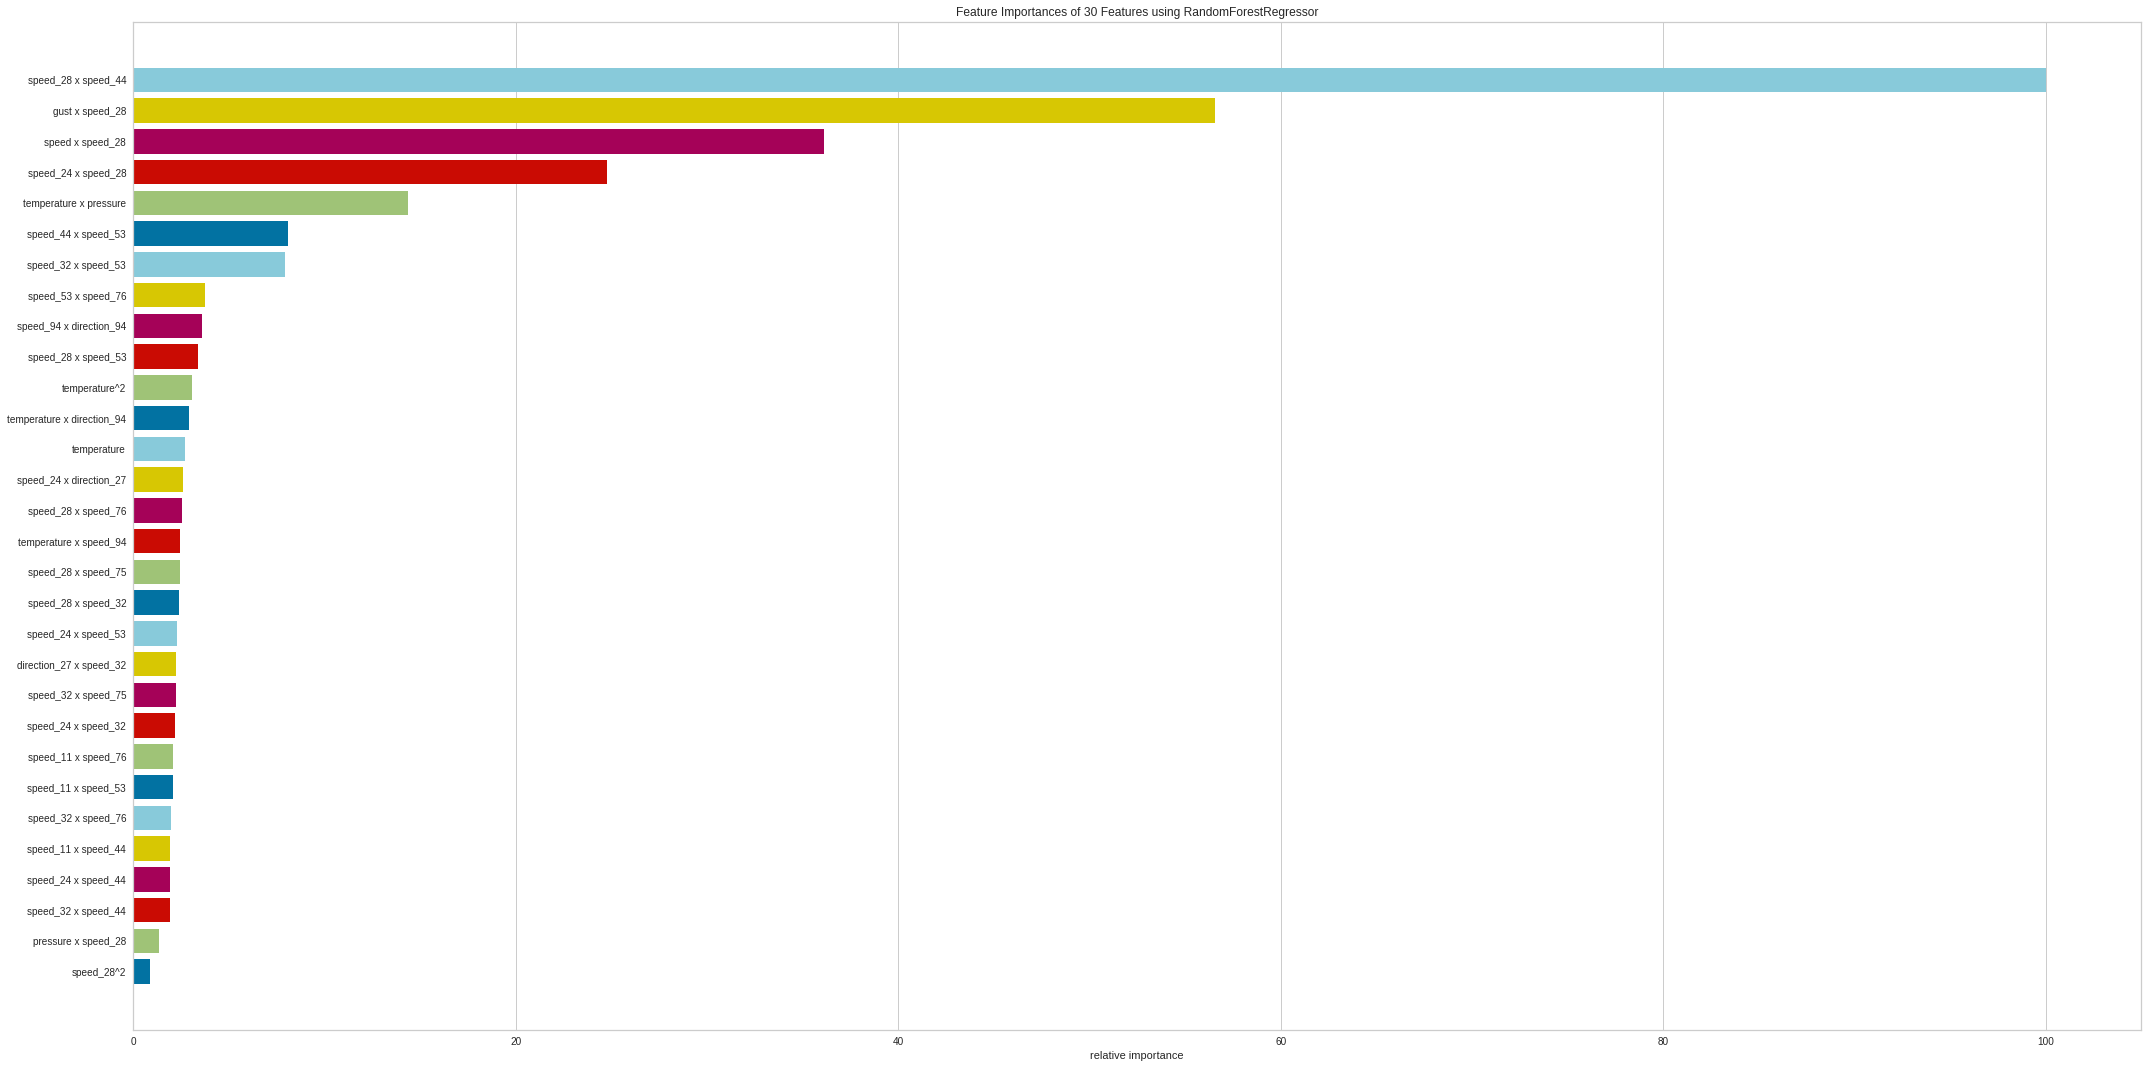 Feature Importances of 30 Features using RandomForestRegressor
speed_28 x speed_44
gust x speed_28
speed x speed_28
speed_24 x speed_28
temperature x pressure
speed_44 x speed_53
speed_32 x speed_53
speed_53 x speed_76
speed_94 x direction_94
speed_28 x speed_53
temperature^2
temperature x direction_94
temperature
speed_24 x direction_27
speed_28 x speed_76
temperature x speed_94
speed_28 x speed_75
speed_28 x speed_32
speed_24 x speed_53
direction_27 x speed_32
speed_32 x speed_75
speed_24 x speed_32
speed_11 x speed_76
speed_11 x speed_53
speed_32 x speed_76
speed_11 x speed_44
speed_24 x speed_44
speed_32 x speed_44
pressure x speed_28
speed_28^2
0 20 40 60 80 100
relative importance